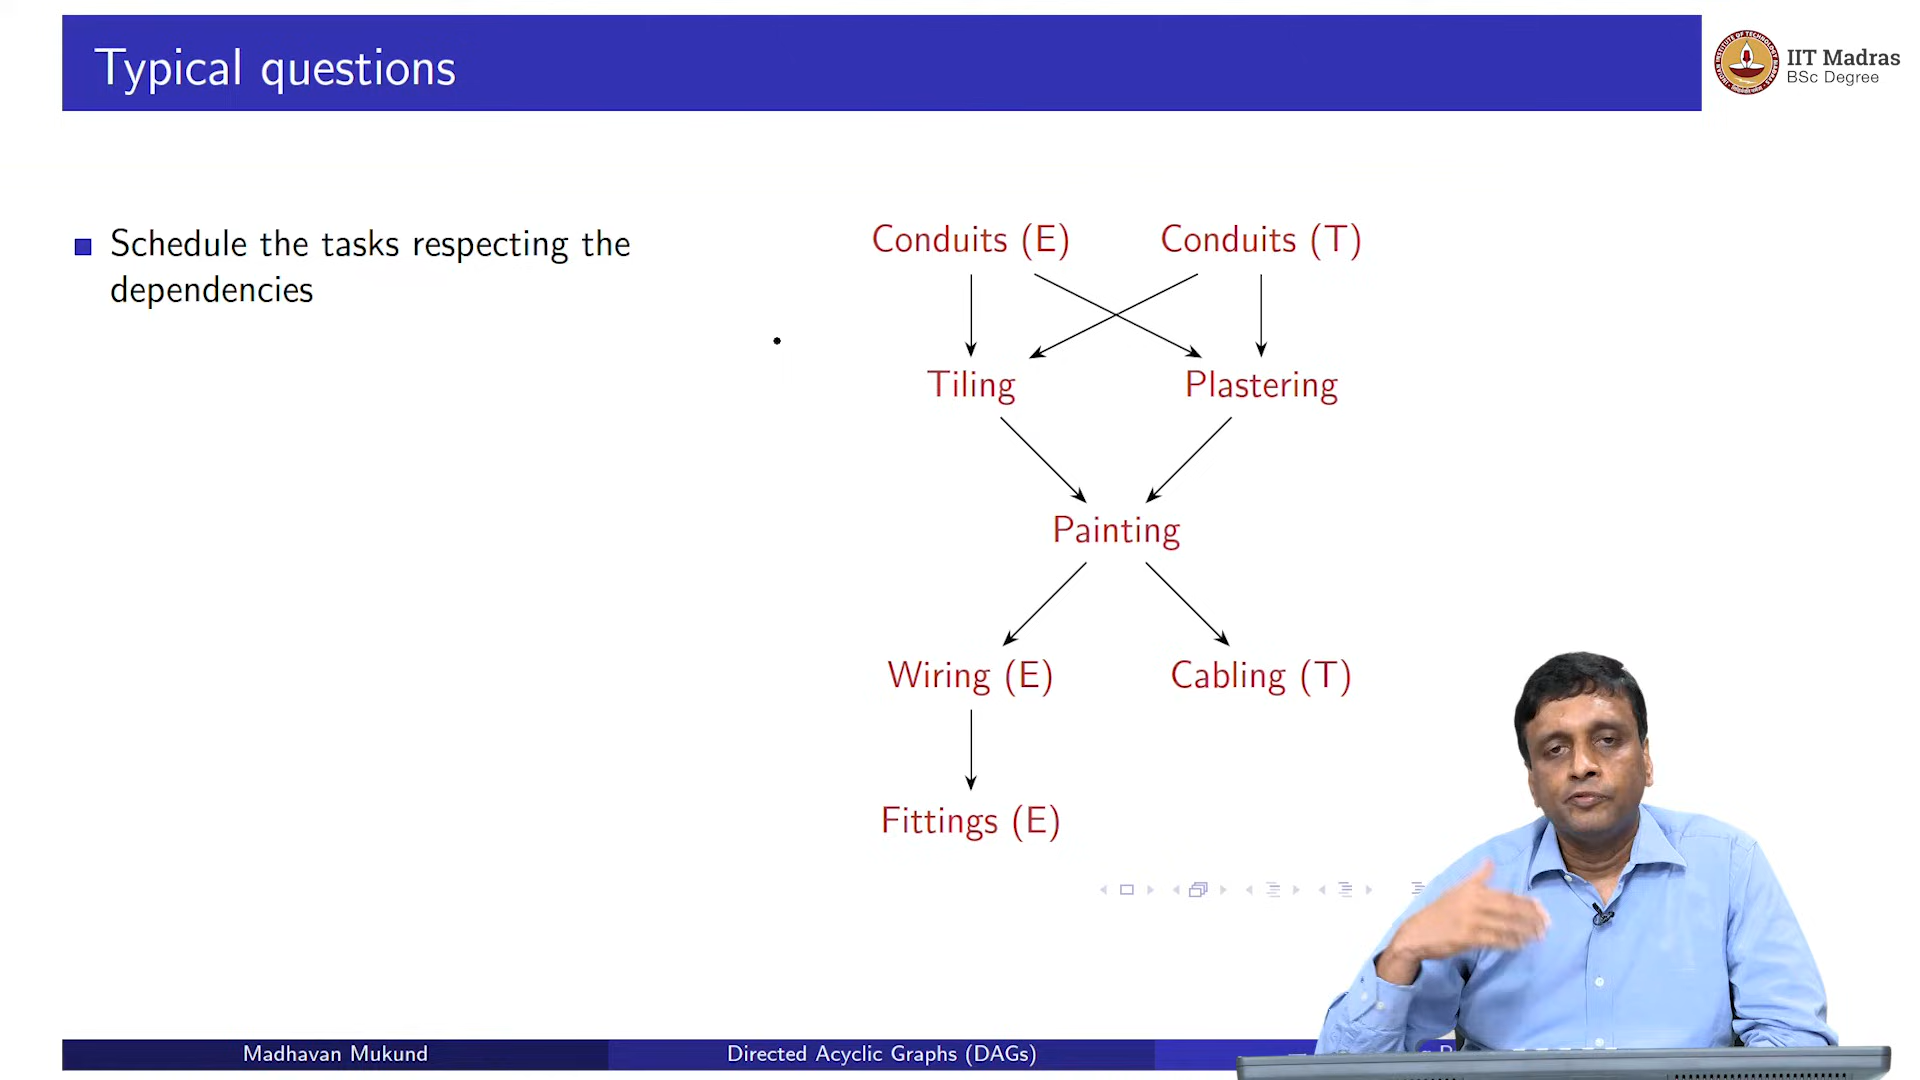 Typical questions
IIT Madras
BSc Degree
Schedule the tasks respecting the
dependencies
Conduits (E)
Conduits (T)
Tiling
Plastering
Painting
Wiring (E)
Cabling (T)
Fittings (E)
Madhavan Mukund
Directed Acyclic Graphs (DAGs)